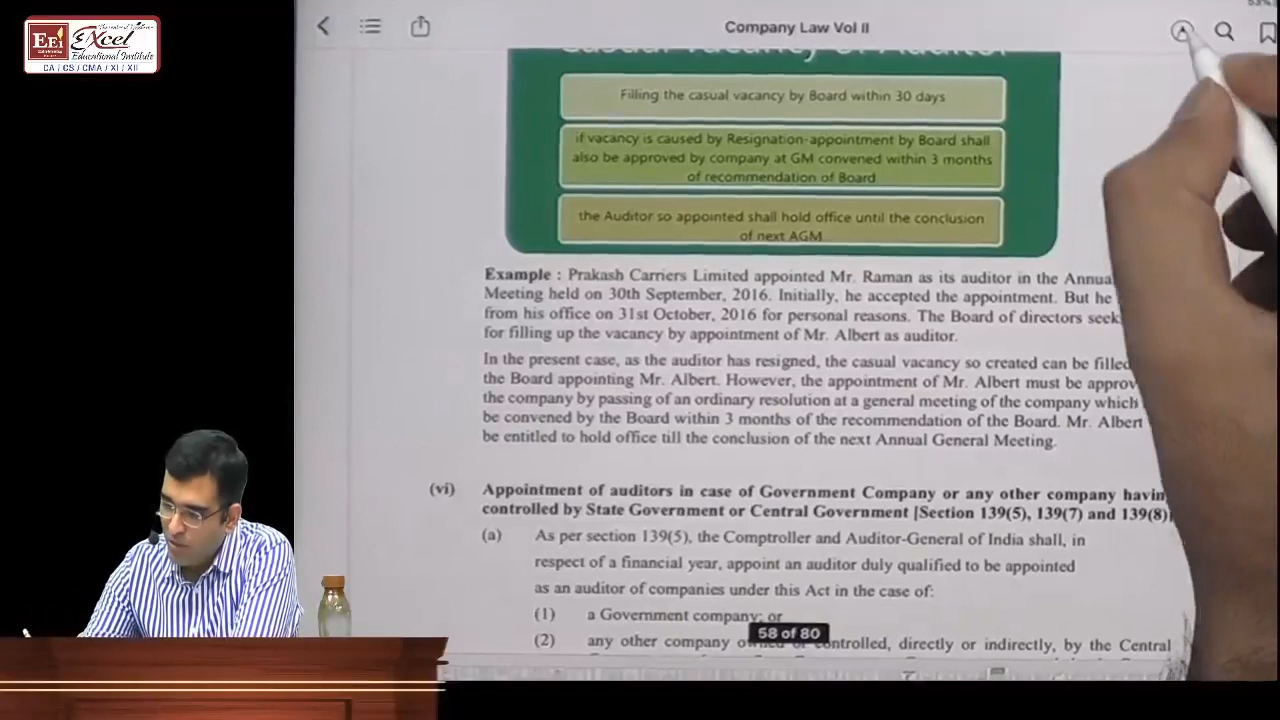 Company Law Vol II
EEi
EXcel
Educational Institute
CA / CS / CMA / XI / XII
Casual Vacancy of Auditor
Filling the casual vacancy by Board within 30 days
if vacancy is caused by Resignation-appointment by Board shall
also be approved by company at GM convened within 3 months
of recommendation of Board
the Auditor so appointed shall hold office until the conclusion
of next AGM
Example : Prakash Carriers Limited appointed Mr. Raman as its auditor in the Annua
Meeting held on 30th September, 2016. Initially, he accepted the appointment. But he
from his office on 31st October, 2016 for personal reasons. The Board of directors seek
for filling up the vacancy by appointment of Mr. Albert as auditor.
In the present case, as the auditor has resigned, the casual vacancy so created can be filled
the Board appointing Mr. Albert. However, the appointment of Mr. Albert must be approv
the company by passing of an ordinary resolution at a general meeting of the company which
be convened by the Board within 3 months of the recommendation of the Board. Mr. Albert
be entitled to hold office till the conclusion of the next Annual General Meeting.
(vi) Appointment of auditors in case of Government Company or any other company havin
controlled by State Government or Central Government [Section 139(5), 139(7) and 139(8)
(a) As per section 139(5), the Comptroller and Auditor-General of India shall, in
respect of a financial year, appoint an auditor duly qualified to be appointed
as an auditor of companies under this Act in the case of:
(1) a Government company; or
(2) any other company owned or controlled, directly or indirectly, by the Central
58 of 80